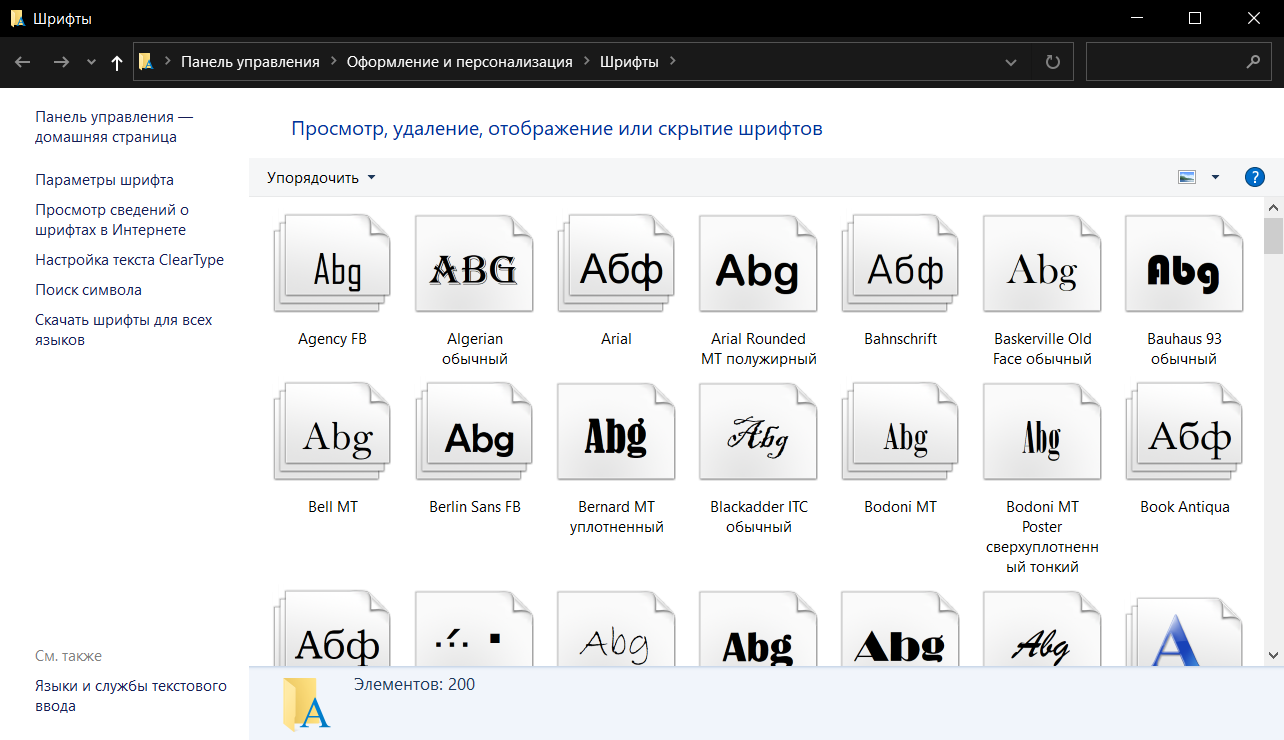 Шрифты
Панель управления
Оформление и персонализация
Шрифты
Панель управления —
домашняя страница
Параметры шрифта
Просмотр сведений о
шрифтах в Интернете
Настройка текста ClearType
Поиск символа
Скачать шрифты для всех
языков
См. также
Языки и службы текстового
ввода
Просмотр, удаление, отображение или скрытие шрифтов
Упорядочить
?
Abg ABG Абф Abg Абф Abg Abg
Agency FB
Algerian
обычный
Arial
Arial Rounded
MT полужирный
Bahnschrift
Baskerville Old
Face обычный
Bauhaus 93
обычный
Abg Abg Abg Abg Abg Abg Абф
Bell MT
Berlin Sans FB
Bernard MT
уплотненный
Blackadder ITC
обычный
Bodoni MT
Bodoni MT
Poster
сверхуплотненн
ый тонкий
Book Antiqua
Абф Abg Abg Abg Abg A
Элементов: 200
A